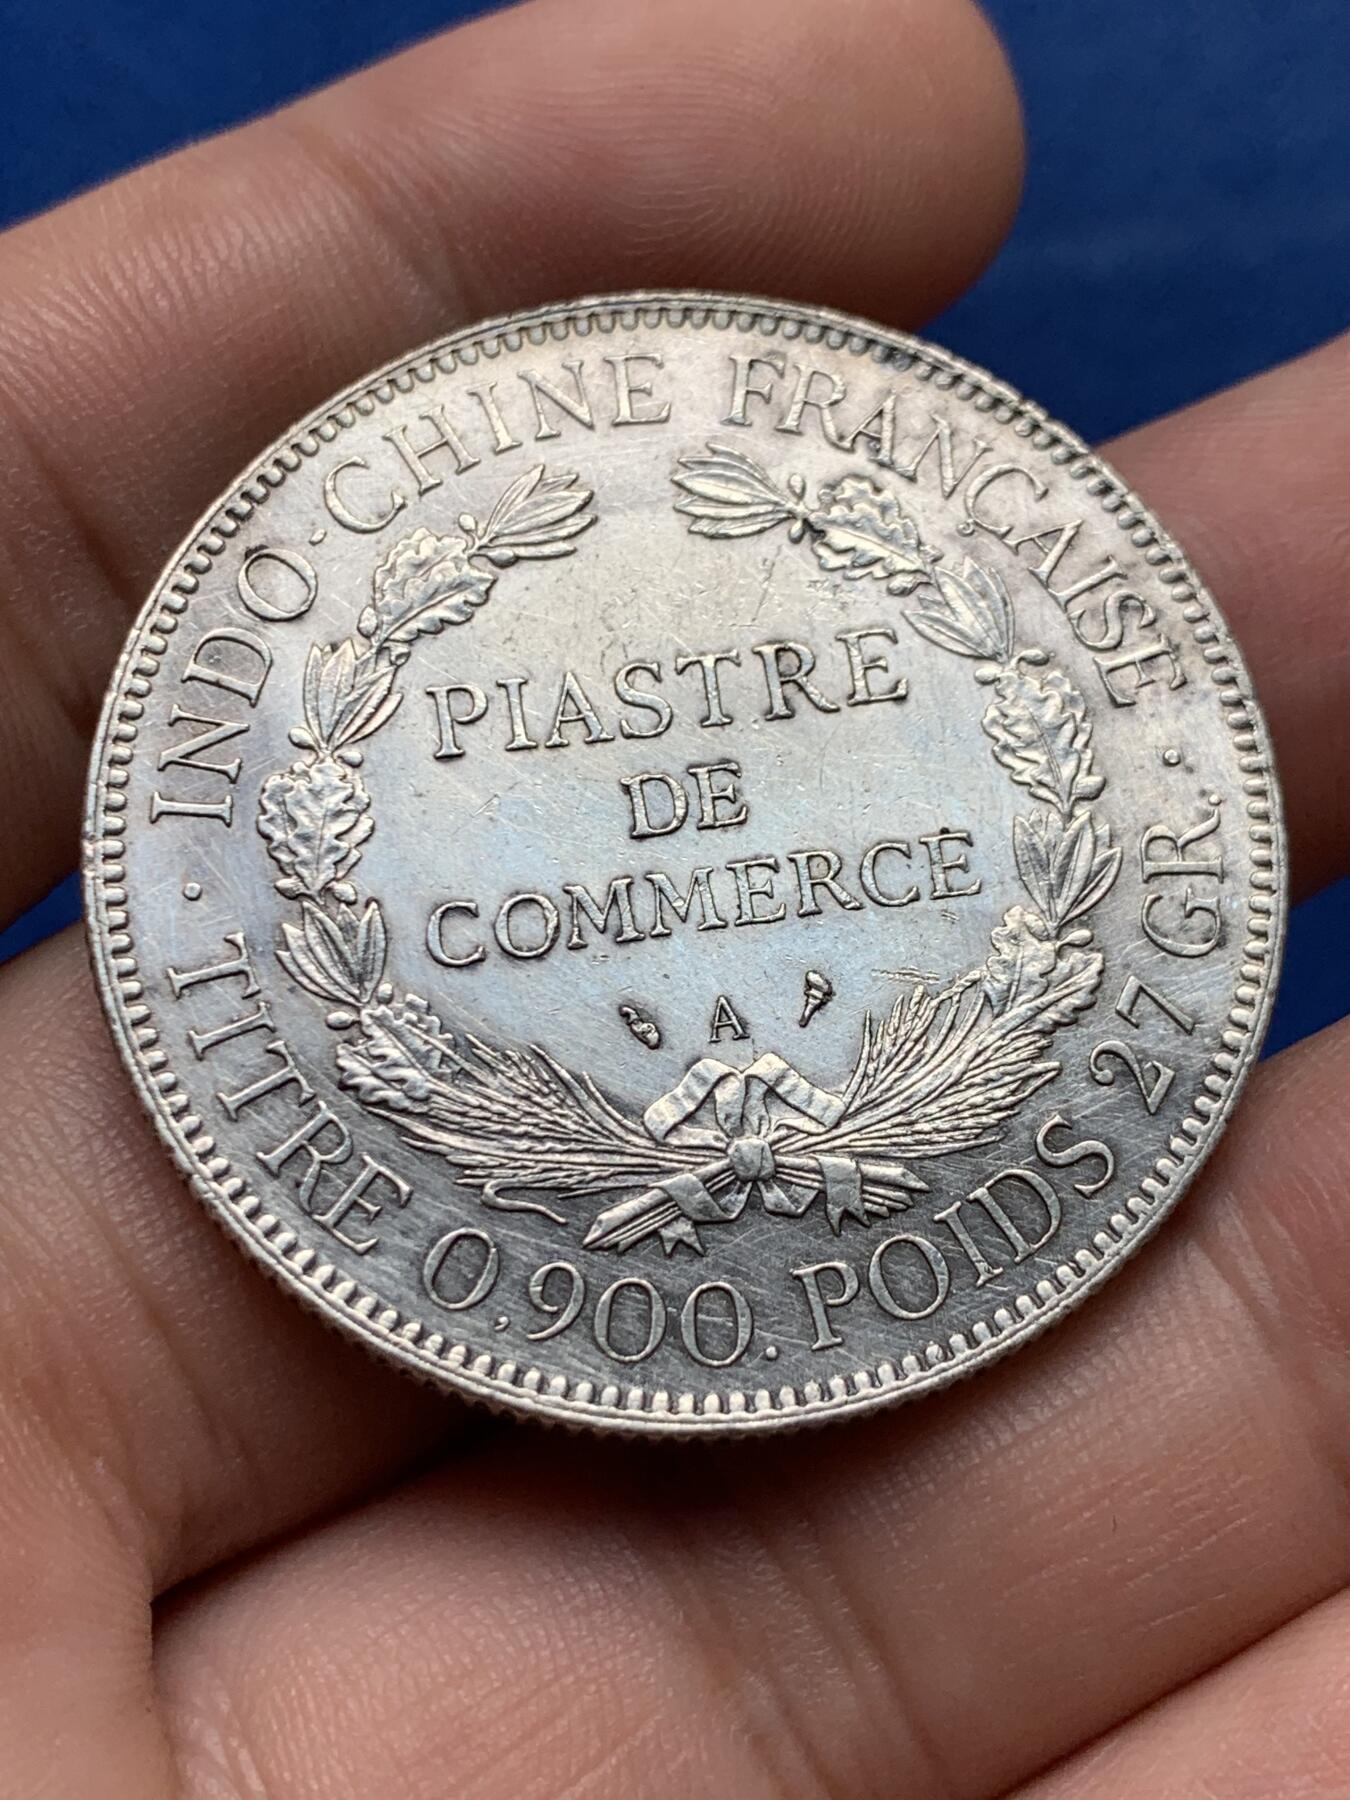 INDO-CHINE FRANÇAISE
PIASTRE
DE
COMMERCE
A
TITRE 0,900. POIDS 27 GR.